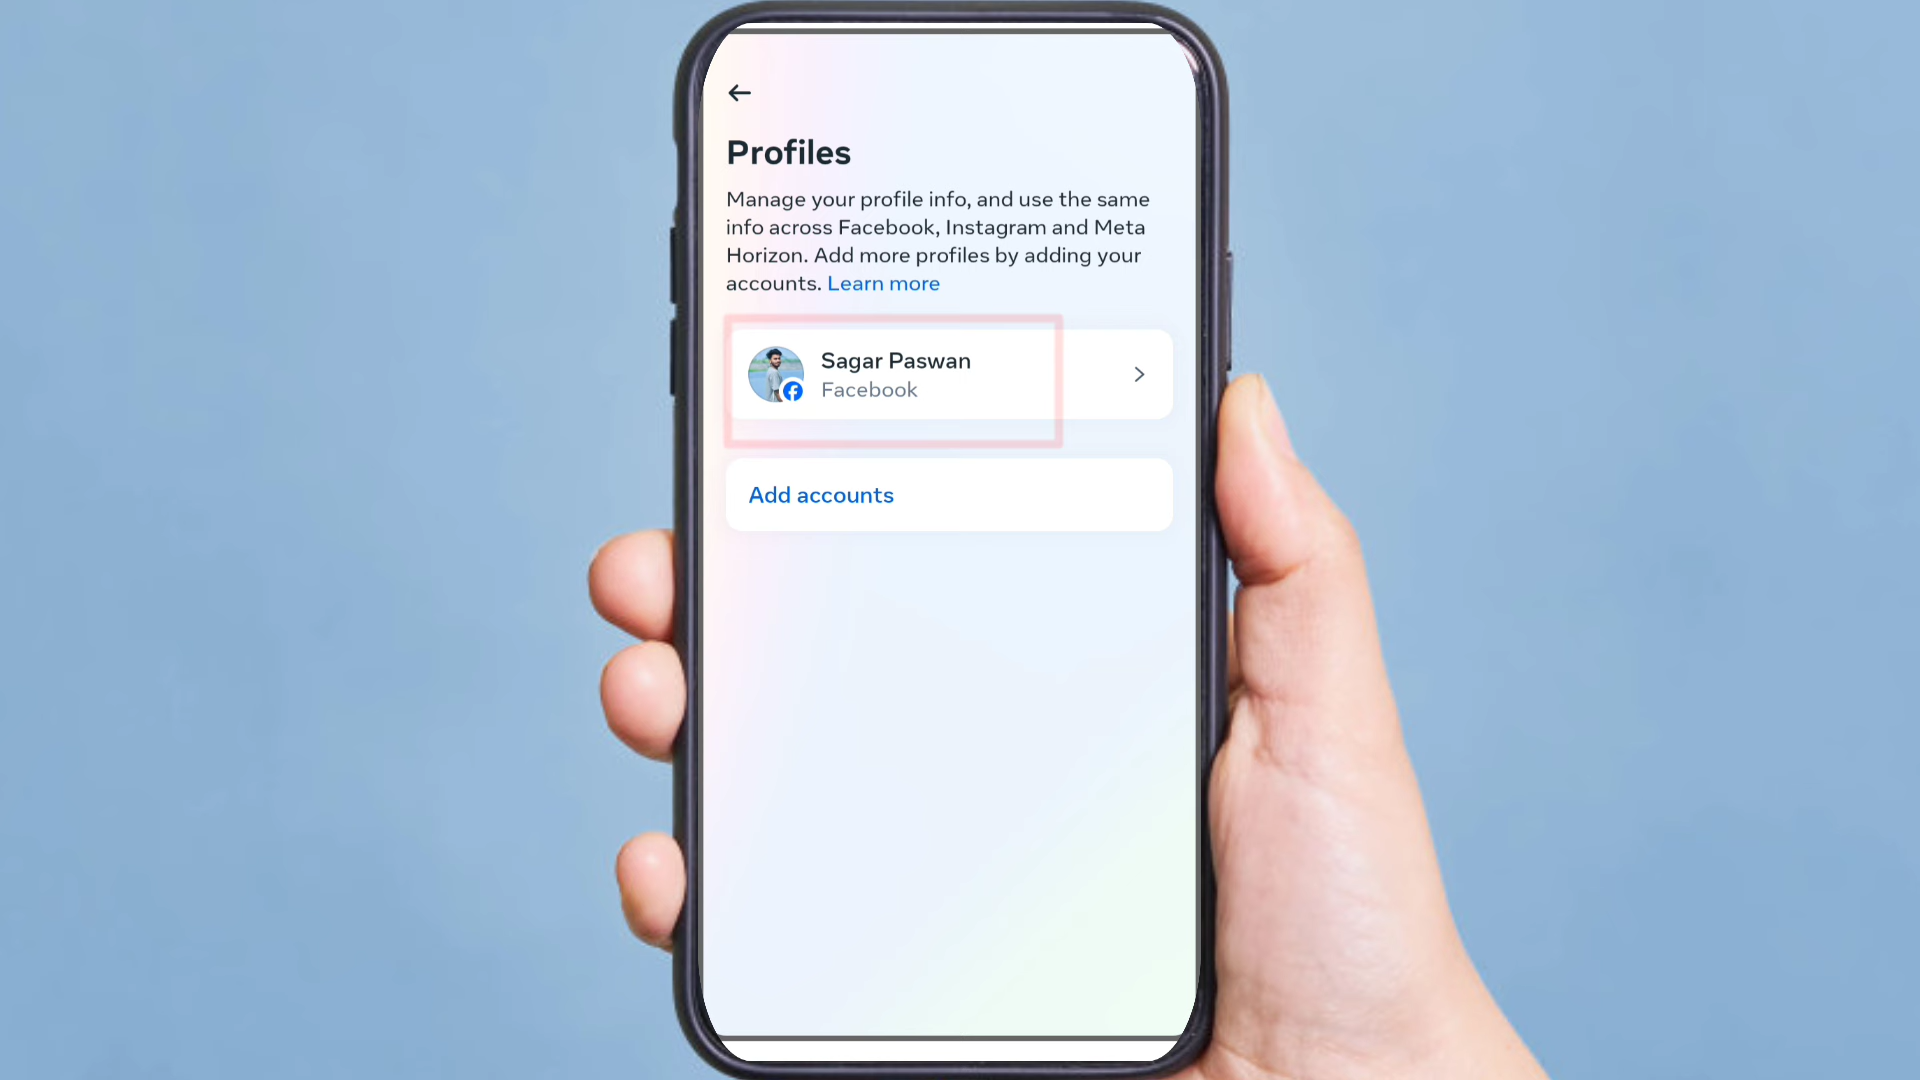 Profiles
Manage your profile info, and use the same
info across Facebook, Instagram and Meta
Horizon. Add more profiles by adding your
accounts. Learn more
Sagar Paswan
Facebook
Add accounts